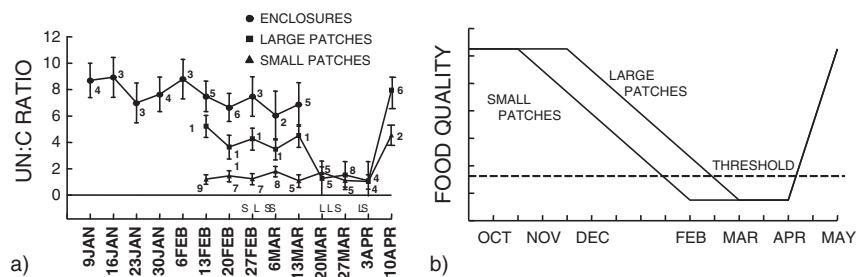 ENCLOSURES
LARGE PATCHES
SMALL PATCHES
UN:C RATIO
12
10
8
6
4
2
0
4 3 3 4 3 5 6 3 2 5
1 1 1 1 1
9 7 7 8 5 5 5 8 5 4 4 6 2
S L SS L LS LS
9JAN
16JAN
23JAN
30JAN
6FEB
13FEB
20FEB
27FEB
6MAR
13MAR
20MAR
27MAR
3APR
10APR
a)
FOOD QUALITY
LARGE
PATCHES
SMALL
PATCHES
THRESHOLD
OCT NOV DEC FEB MAR APR MAY
b)